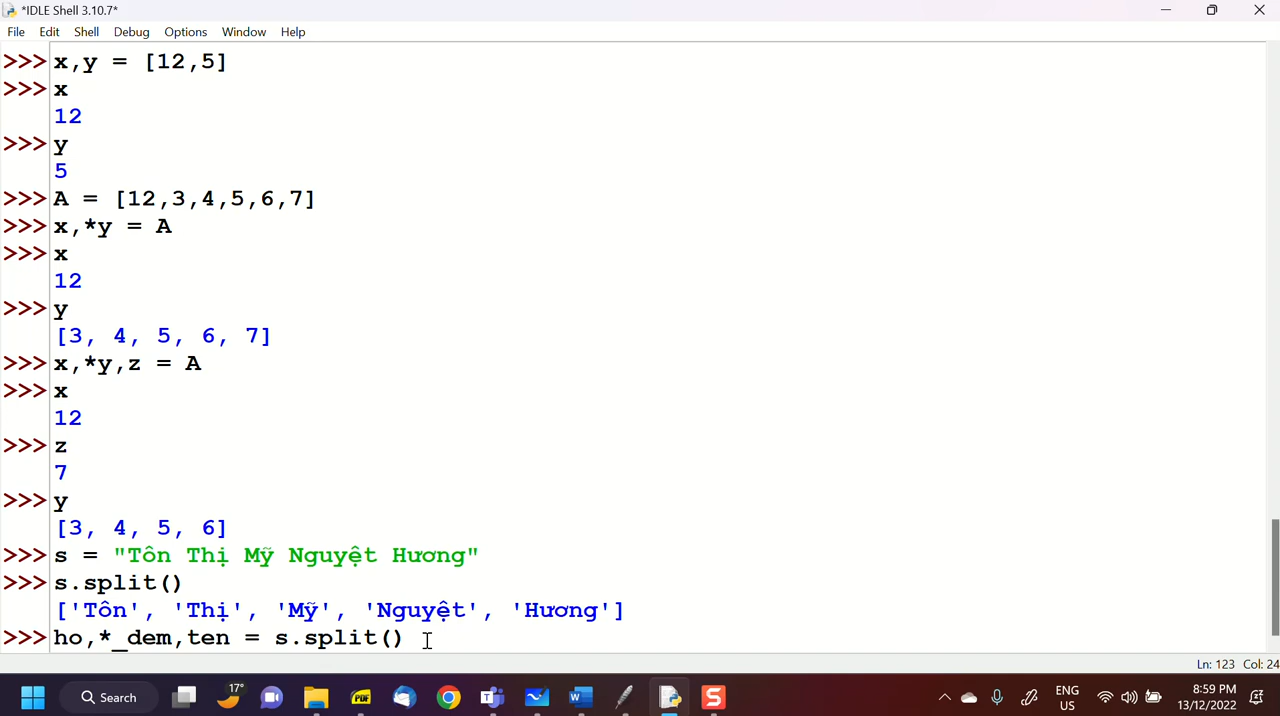 *IDLE Shell 3.10.7*
File Edit Shell Debug Options Window Help
>>> x,y = [12,5]
>>> x
12
>>> y
5
>>> A = [12,3,4,5,6,7]
>>> x,*y = A
>>> x
12
>>> y
[3, 4, 5, 6, 7]
>>> x,*y,z = A
>>> x
12
>>> z
7
>>> y
[3, 4, 5, 6]
>>> s = "Tôn Thị Mỹ Nguyệt Hương"
>>> s.split()
['Tôn', 'Thị', 'Mỹ', 'Nguyệt', 'Hương']
>>> ho,*_dem,ten = s.split()
Ln: 123 Col: 24
17°
Search
PDF
ENG
US
8:59 PM
13/12/2022